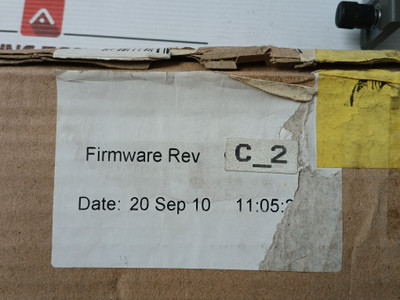 Firmware Rev C_2
Date: 20 Sep 10 11:05: